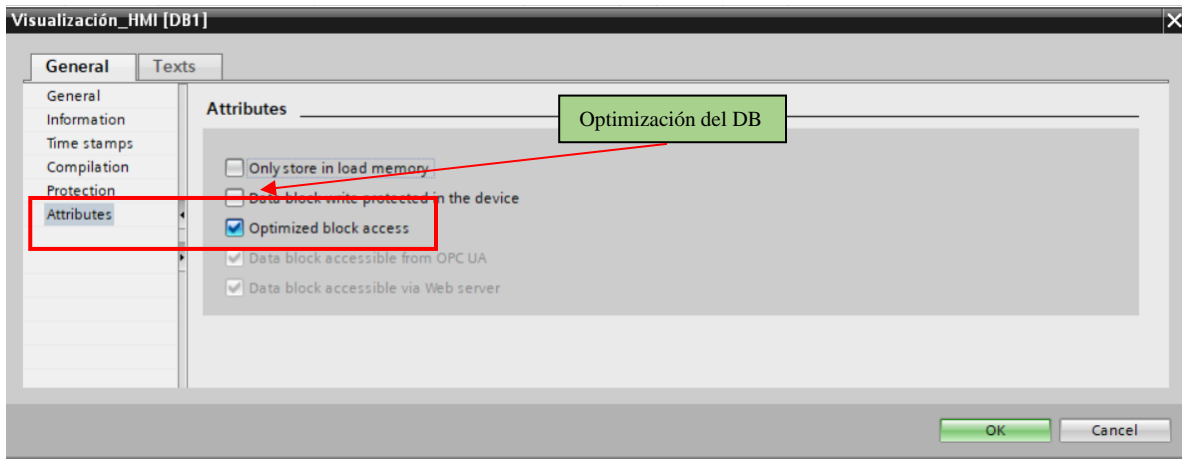 Visualización_HMI [DB1]
General Texts
General
Information
Time stamps
Compilation
Protection
Attributes
Attributes
Optimización del DB
Only store in load memory
Data block write protected in the device
Optimized block access
Data block accessible from OPC UA
Data block accessible via Web server
OK Cancel